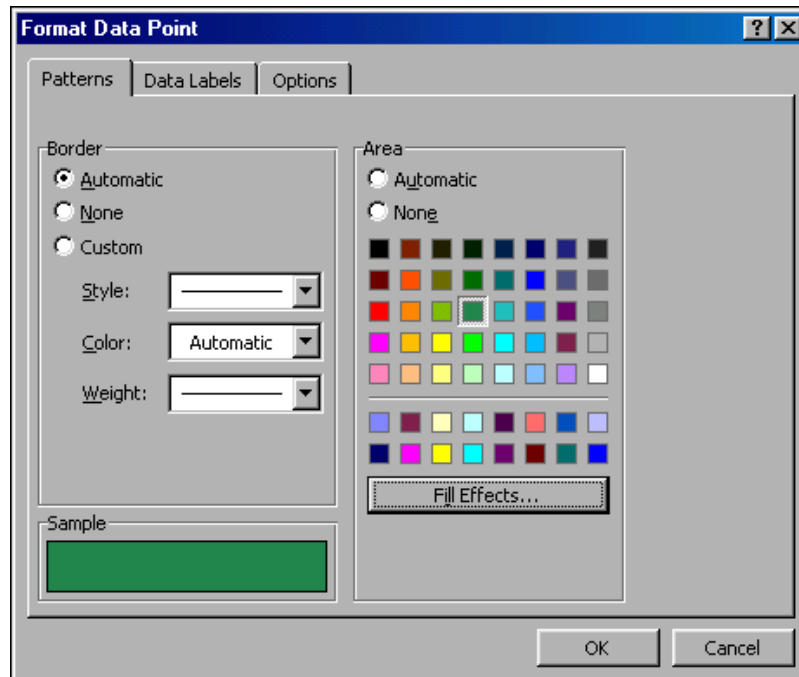 Format Data Point
Patterns Data Labels Options
Border
Automatic
None
Custom
Style:
Color: Automatic
Weight:
Sample
Area
Automatic
None
Fill Effects...
OK Cancel